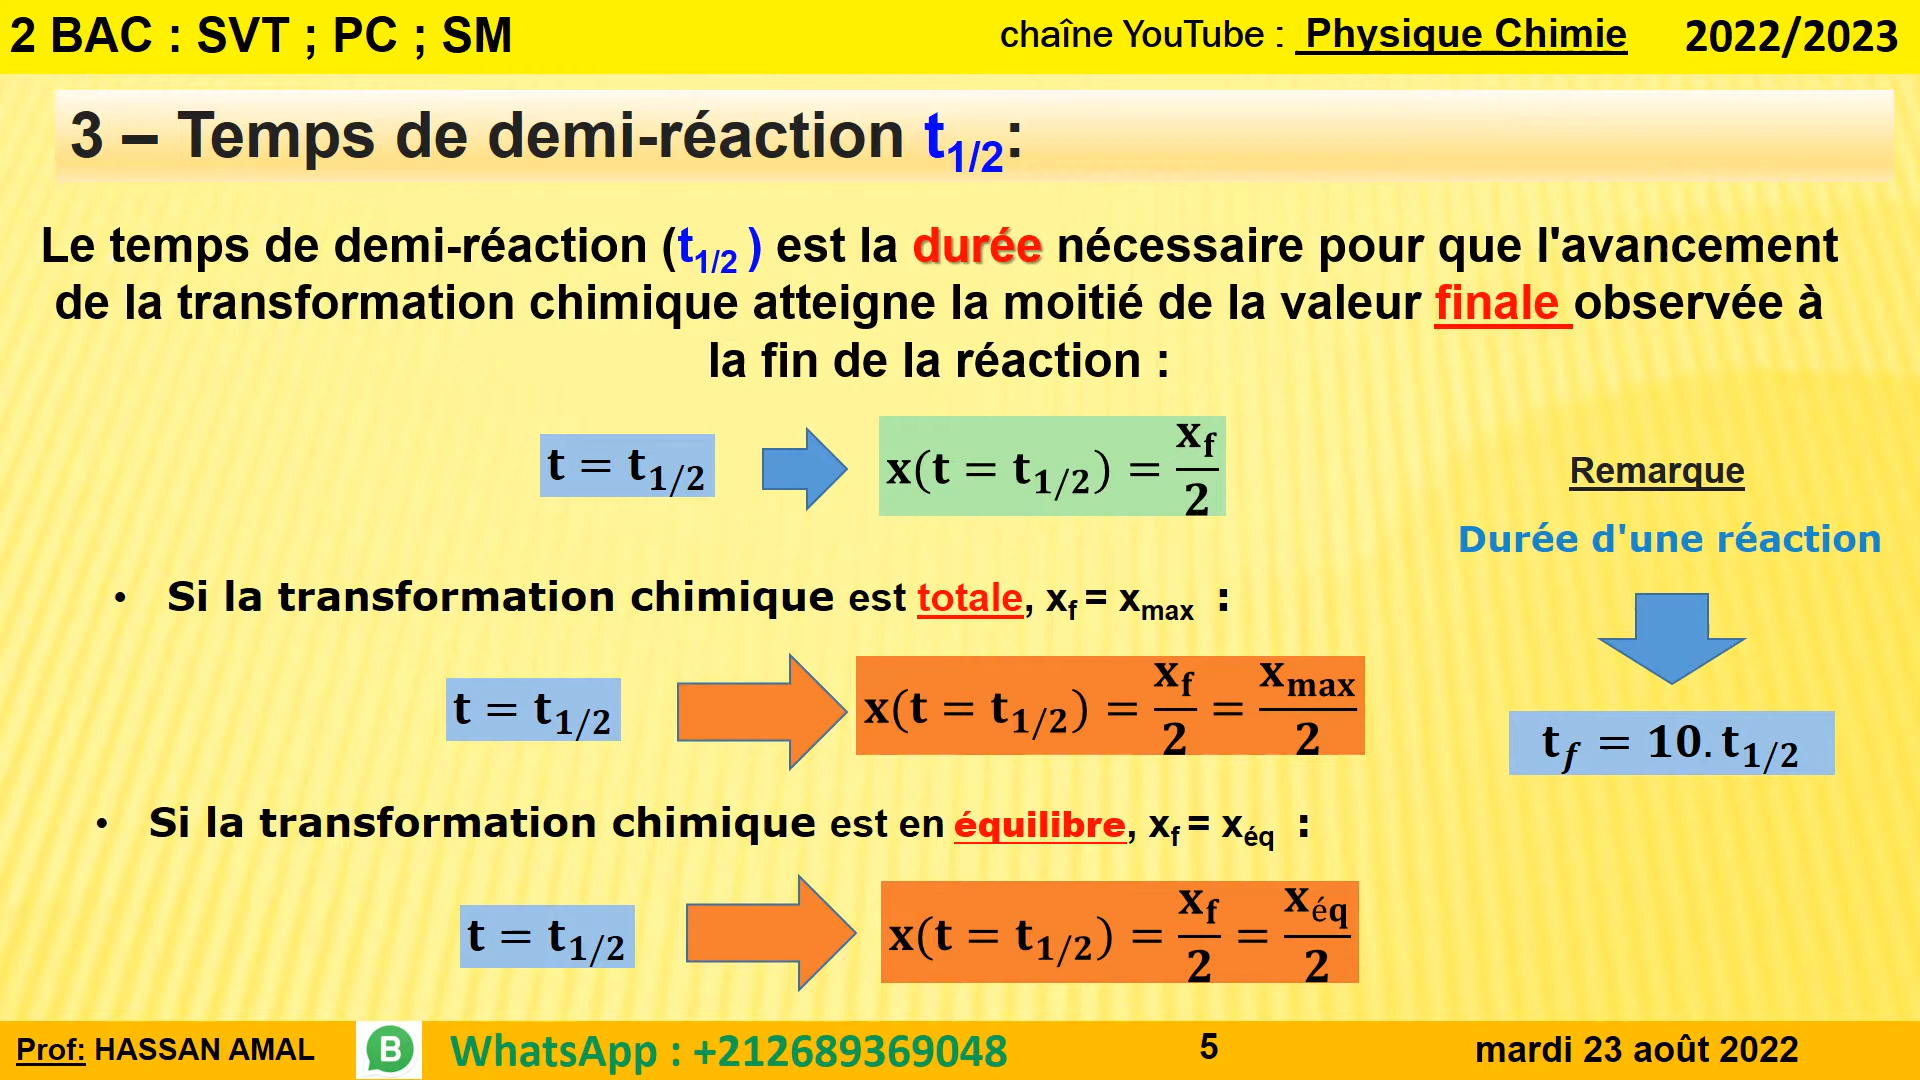 2 BAC : SVT ; PC ; SM
chaîne YouTube : Physique Chimie 2022/2023
3 – Temps de demi-réaction t1/2:
Le temps de demi-réaction (t1/2 ) est la durée nécessaire pour que l'avancement
de la transformation chimique atteigne la moitié de la valeur finale observée à
la fin de la réaction :
t = t1/2
x(t = t1/2) = xf/2
Remarque
Durée d'une réaction
tf = 10. t1/2
• Si la transformation chimique est totale, xf = xmax :
t = t1/2
x(t = t1/2) = xf/2 = xmax/2
• Si la transformation chimique est en équilibre, xf = xéq :
t = t1/2
x(t = t1/2) = xf/2 = xéq/2
Prof: HASSAN AMAL
B
WhatsApp : +212689369048
5
mardi 23 août 2022